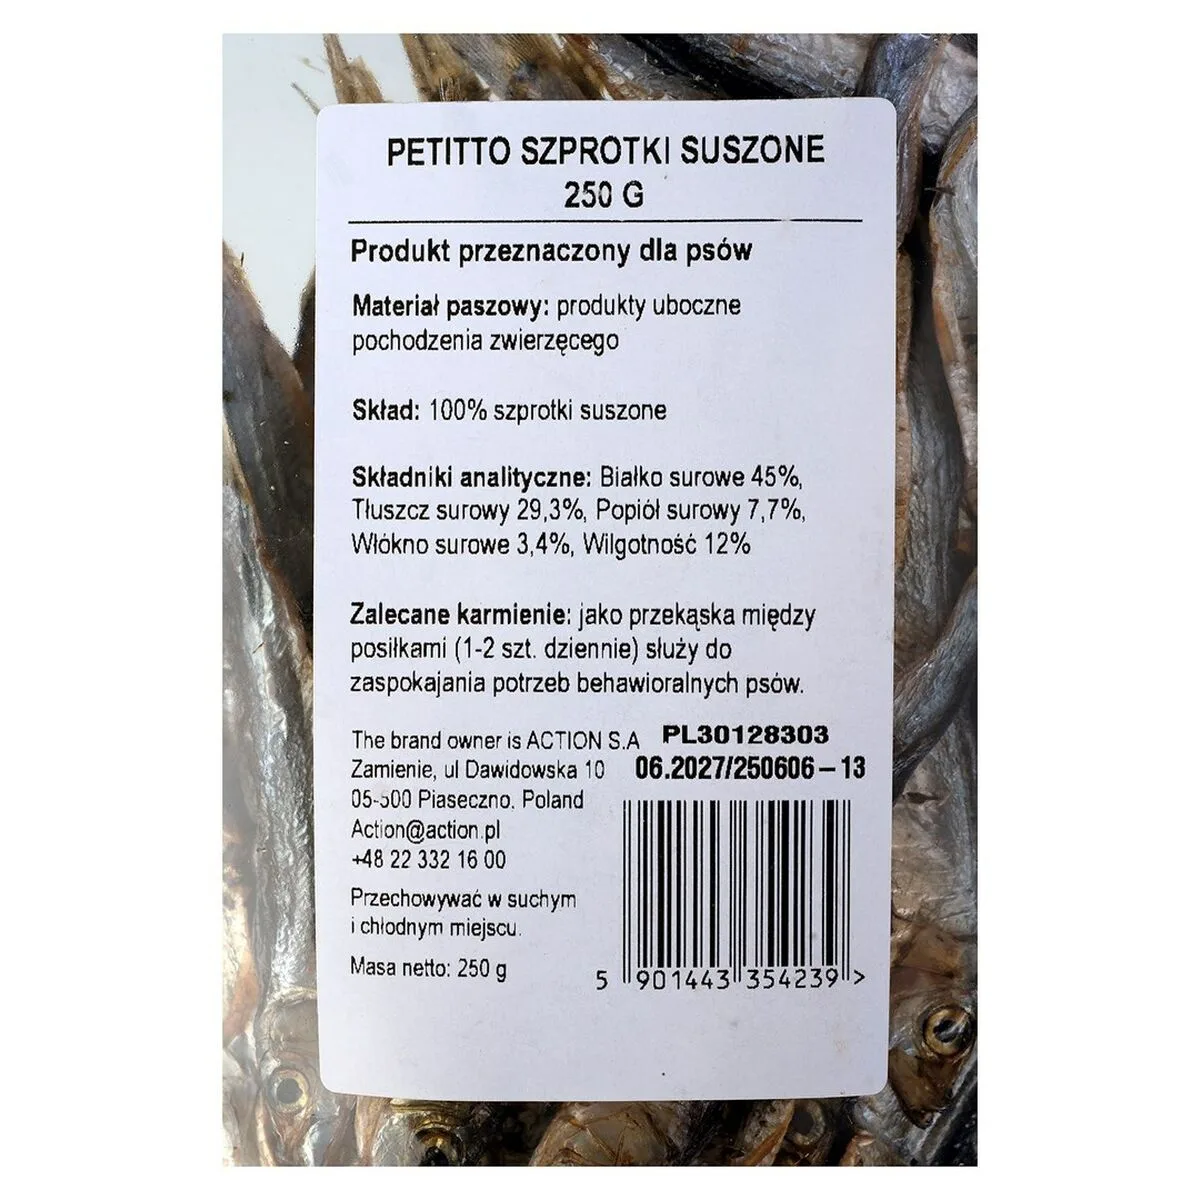 PETITTO SZPROTKI SUSZONE
250 G
Produkt przeznaczony dla psów
Materiał paszowy: produkty uboczne
pochodzenia zwierzęcego
Skład: 100% szprotki suszone
Składniki analityczne: Białko surowe 45%,
Tłuszcz surowy 29,3%, Popiół surowy 7,7%,
Włókno surowe 3,4%, Wilgotność 12%
Zalecane karmienie: jako przekąska między
posiłkami (1-2 szt. dziennie) służy do
zaspokajania potrzeb behawioralnych psów.
The brand owner is ACTION S.A
PL30128303
Zamienie, ul Dawidowska 10
06.2027/250606-13
05-500 Piaseczno. Poland
Action@action.pl
+48 22 332 16 00
Przechowywać w suchym
i chłodnym miejscu.
Masa netto: 250 g
5 901443 354239 >